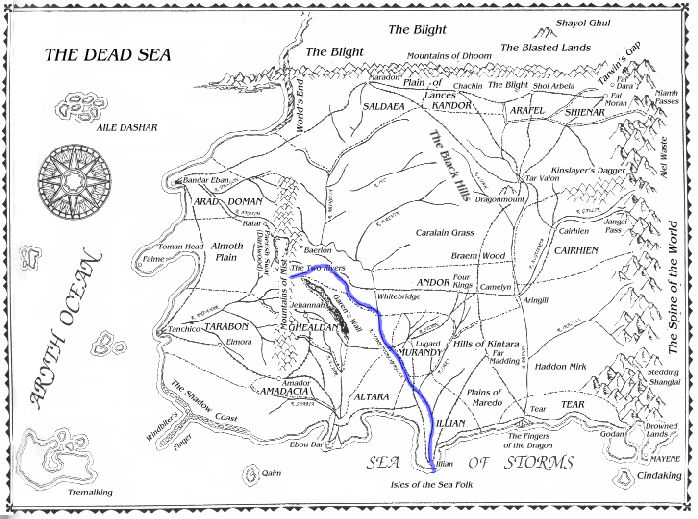 The Blight
Shayol Ghul
THE DEAD SEA
The Blight
The Blasted Lands
Mountains of Dhoom
Tarwin's Gap
Maradon
Plain of
Lances
Chachin
The Blight
Shol Arbela
Fal
Dara
Fal
Moran
Niamh
Passes
World's End
SALDAEA
KANDOR
ARAFEL
SHIENAR
AILE DASHAR
The Black Hills
Kinslayer's Dagger
Ael Waste
Bandar Eban
Tar Valon
ARAD DOMAN
Dragonmount
Katar
Jangai
Pass
Toman Head
Almoth
Plain
Falme
Baerlon
Caralain Grass
Cairhien
CAIRHIEN
Braem Wood
The Two Rivers
Mountains of Mist
ANDOR
Four
Kings
Camelyn
Whitebridge
Aringill
The Spine of the World
ARYTH OCEAN
Jehannah
Garen's Wall
Tanchico
TARABON
GHEALDAN
Elmora
Lugard
MURANDY
Hills of Kintara
Far
Madding
Haddon Mirk
Stedding
Shangtai
Amador
AMADACIA
ALTARA
Plains of
Maredo
The Shadow Coast
Windbiter's
Finger
ILLIAN
Tear
TEAR
Ebou Dar
The Fingers
of the Dragon
Godan
Drowned
Lands
MAYENE
Illian
SEA OF STORMS
Qaim
Tremalking
Isles of the Sea Folk
Cindaking